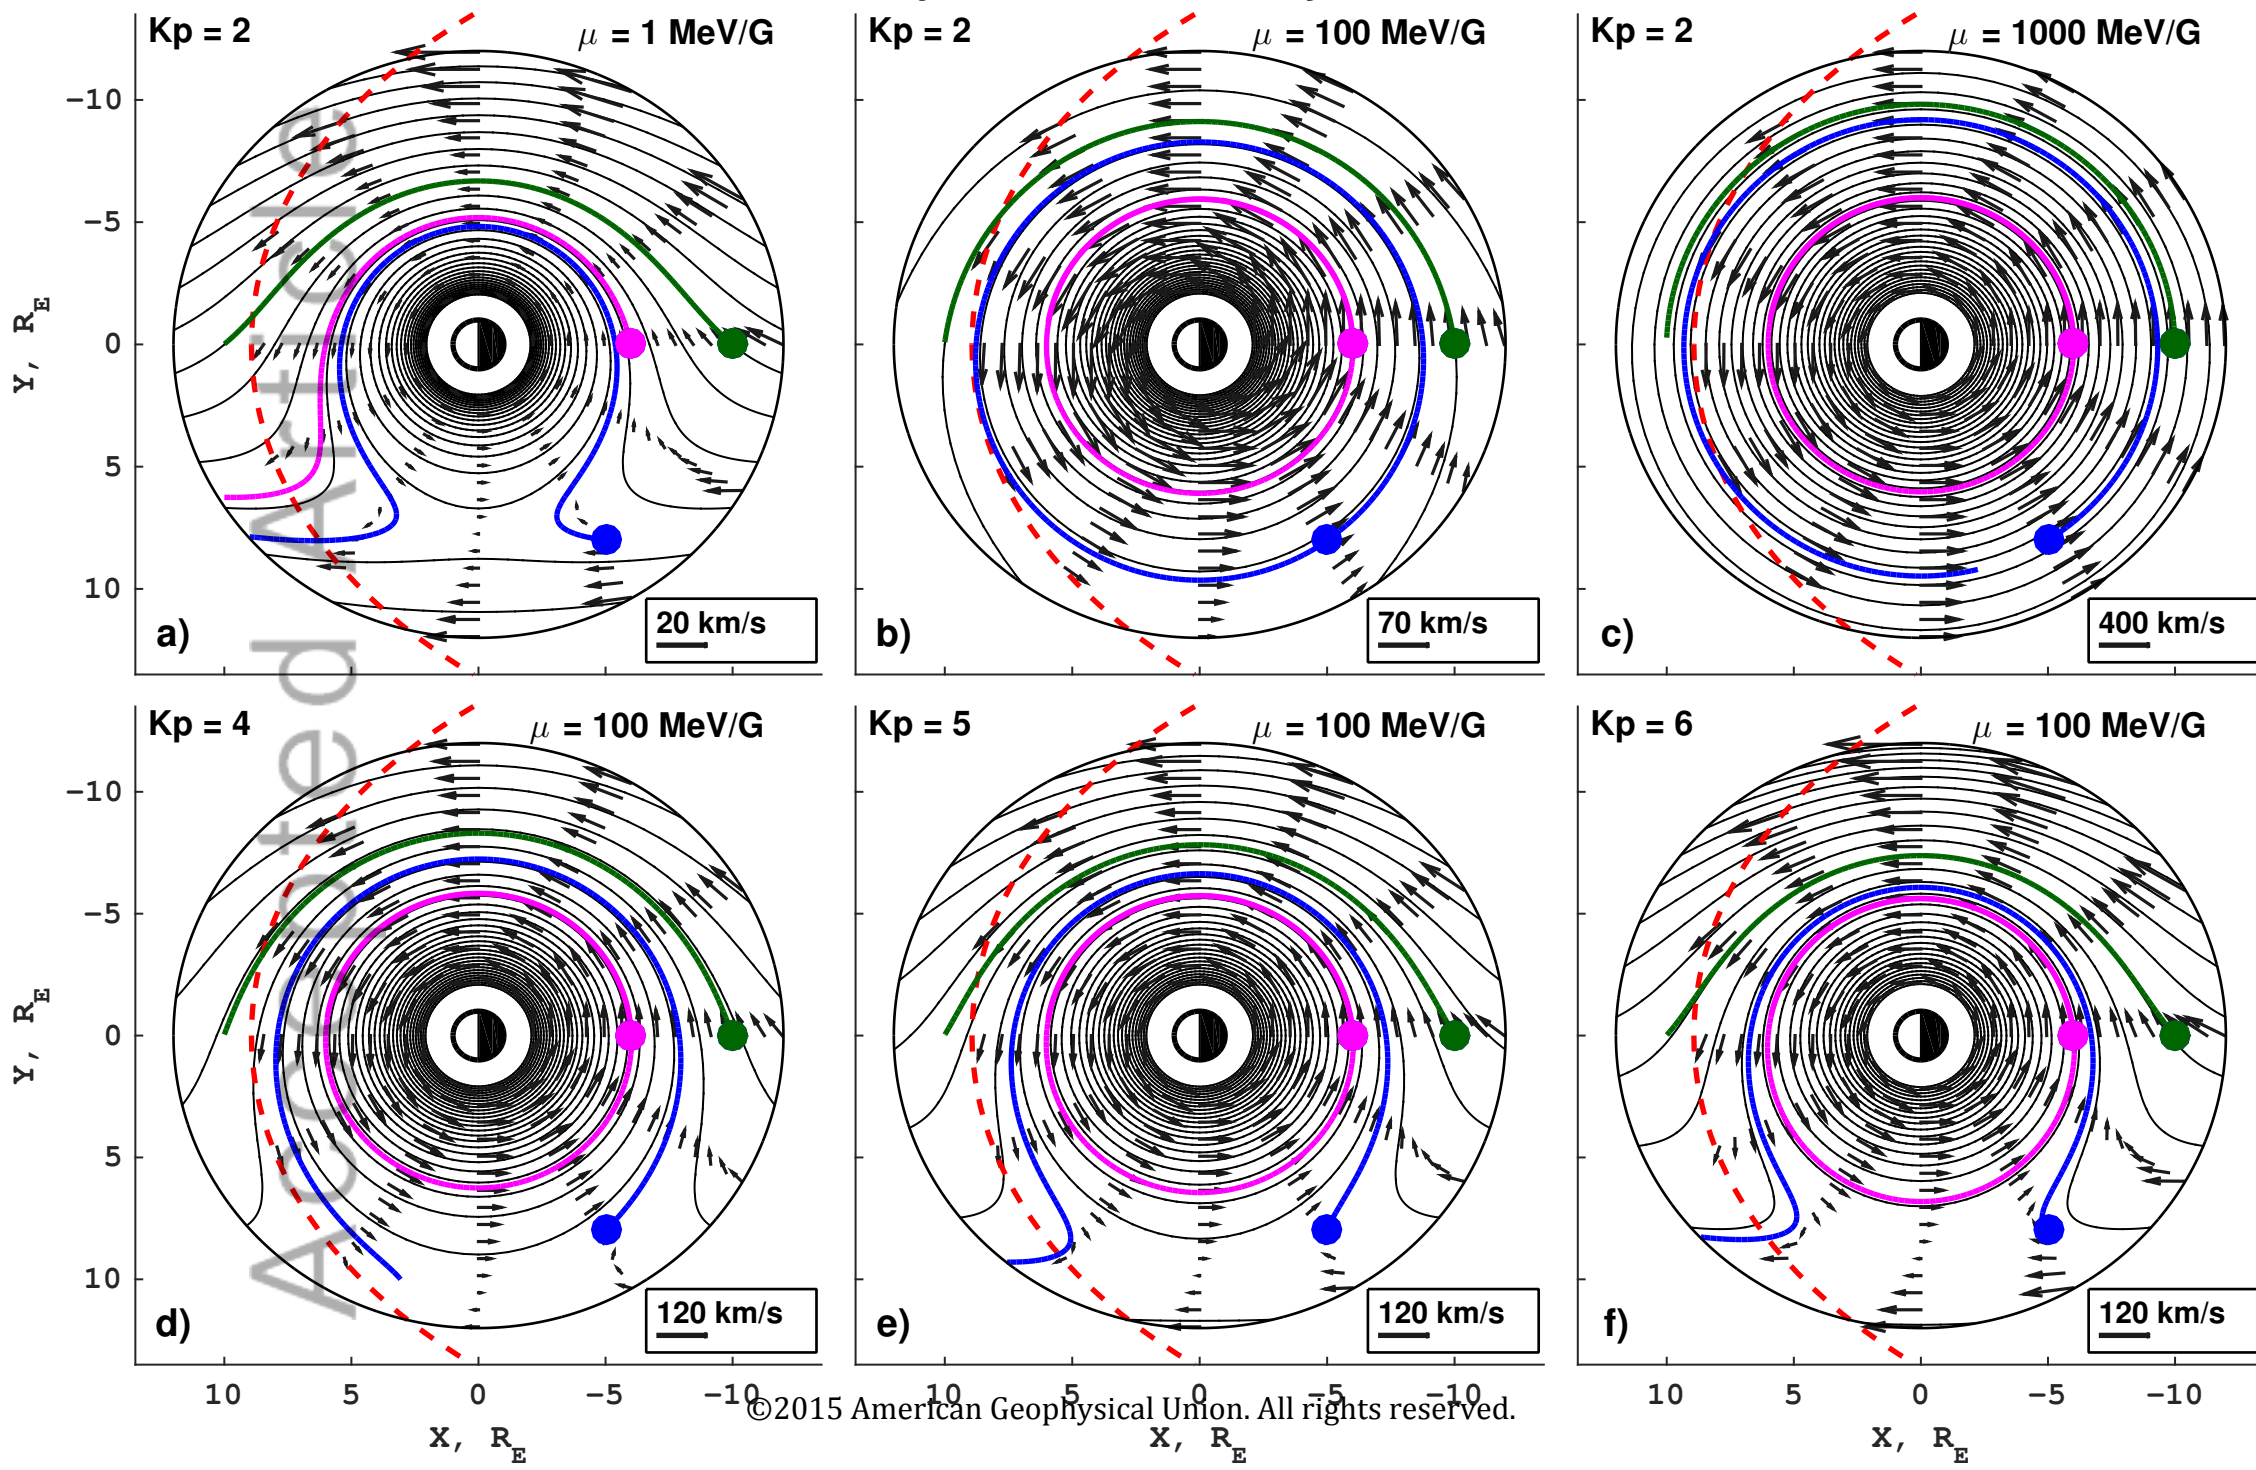 Kp = 2
μ = 1 MeV/G
Kp = 2
μ = 100 MeV/G
Kp = 2
μ = 1000 MeV/G
−10
−5
0
5
10
Y, RE
a)
20 km/s
b)
70 km/s
c)
400 km/s
Kp = 4
μ = 100 MeV/G
Kp = 5
μ = 100 MeV/G
Kp = 6
μ = 100 MeV/G
−10
−5
0
5
10
Y, RE
d)
120 km/s
e)
120 km/s
f)
120 km/s
10 5 0 −5 −10
10 5 0 −5 −10
10 5 0 −5 −10
X, RE
X, RE
X, RE
©2015 American Geophysical Union. All rights reserved.
Accepted Article